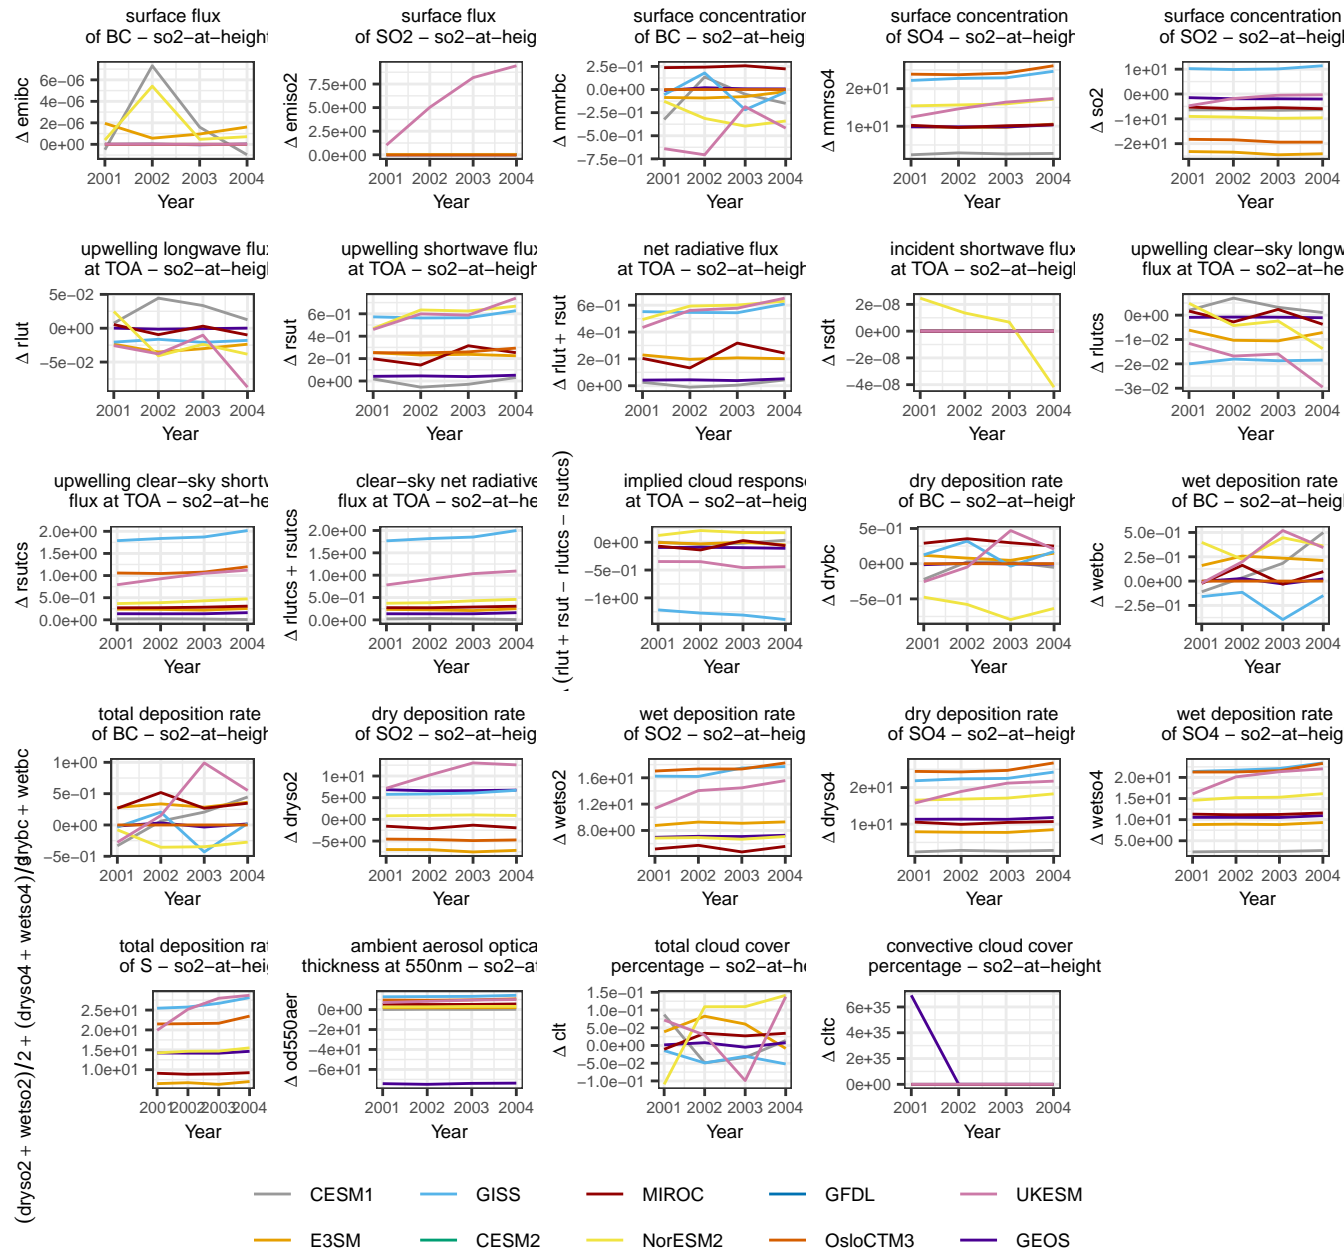 surface flux
of BC − so2−at−height
surface flux
of SO2 − so2−at−heig
surface concentration
of BC − so2−at−heigh
surface concentration
of SO4 − so2−at−heig
surface concentration
of SO2 − so2−at−heig
Δ emibc
6e−06
4e−06
2e−06
0e+00
2001 2002 2003 2004
Year
Δ emiso2
7.5e+00
5.0e+00
2.5e+00
0.0e+00
2001 2002 2003 2004
Year
Δ mmrbc
2.5e−01
0.0e+00
−2.5e−01
−5.0e−01
−7.5e−01
2001 2002 2003 2004
Year
Δ mmrso4
2e+01
1e+01
2001 2002 2003 2004
Year
Δ so2
1e+01
0e+00
−1e+01
−2e+01
2001 2002 2003 2004
Year
upwelling longwave flux
at TOA − so2−at−heigh
upwelling shortwave flux
at TOA − so2−at−heigh
net radiative flux
at TOA − so2−at−heigh
incident shortwave flux
at TOA − so2−at−heigh
upwelling clear−sky longw
flux at TOA − so2−at−he
Δ rlut
5e−02
0e+00
−5e−02
2001 2002 2003 2004
Year
Δ rsut
6e−01
4e−01
2e−01
0e+00
2001 2002 2003 2004
Year
Δ rlut + rsut
6e−01
4e−01
2e−01
0e+00
2001 2002 2003 2004
Year
Δ rsdt
2e−08
0e+00
−2e−08
−4e−08
2001 2002 2003 2004
Year
Δ rlutcs
0e+00
−1e−02
−2e−02
−3e−02
2001 2002 2003 2004
Year
upwelling clear−sky shortw
flux at TOA − so2−at−he
clear−sky net radiative
flux at TOA − so2−at−he
implied cloud response
at TOA − so2−at−heig
dry deposition rate
of BC − so2−at−heigh
wet deposition rate
of BC − so2−at−heigh
Δ rsutcs
2.0e+00
1.5e+00
1.0e+00
5.0e−01
0.0e+00
2001 2002 2003 2004
Year
Δ rlutcs + rsutcs
2.0e+00
1.5e+00
1.0e+00
5.0e−01
0.0e+00
2001 2002 2003 2004
Year
(rlut + rsut − rlutcs − rsutcs)
0e+00
−5e−01
−1e+00
2001 2002 2003 2004
Year
Δ drybc
5e−01
0e+00
−5e−01
2001 2002 2003 2004
Year
Δ wetbc
5.0e−01
2.5e−01
0.0e+00
−2.5e−01
2001 2002 2003 2004
Year
total deposition rate
of BC − so2−at−heigh
dry deposition rate
of SO2 − so2−at−heig
wet deposition rate
of SO2 − so2−at−heig
dry deposition rate
of SO4 − so2−at−heig
wet deposition rate
of SO4 − so2−at−heig
drybc + wetbc
1e+00
5e−01
0e+00
−5e−01
2001 2002 2003 2004
Year
Δ dryso2
1e+01
5e+00
0e+00
−5e+00
2001 2002 2003 2004
Year
Δ wetso2
1.6e+01
1.2e+01
8.0e+00
2001 2002 2003 2004
Year
Δ dryso4
2e+01
1e+01
2001 2002 2003 2004
Year
Δ wetso4
2.0e+01
1.5e+01
1.0e+01
5.0e+00
2001 2002 2003 2004
Year
total deposition rat
of S − so2−at−heig
ambient aerosol optica
thickness at 550nm − so2−at
total cloud cover
percentage − so2−at−he
convective cloud cover
percentage − so2−at−height
(dryso2 + wetso2)/2 + (dryso4 + wetso4)/
2.5e+01
2.0e+01
1.5e+01
1.0e+01
2001 2002 2003 2004
Year
Δ od550aer
0e+00
−2e+01
−4e+01
−6e+01
2001 2002 2003 2004
Year
Δ clt
1.5e−01
1.0e−01
5.0e−02
0.0e+00
−5.0e−02
−1.0e−01
2001 2002 2003 2004
Year
Δ cltc
6e+35
4e+35
2e+35
0e+00
2001 2002 2003 2004
Year
CESM1 GISS MIROC GFDL UKESM
E3SM CESM2 NorESM2 OsloCTM3 GEOS